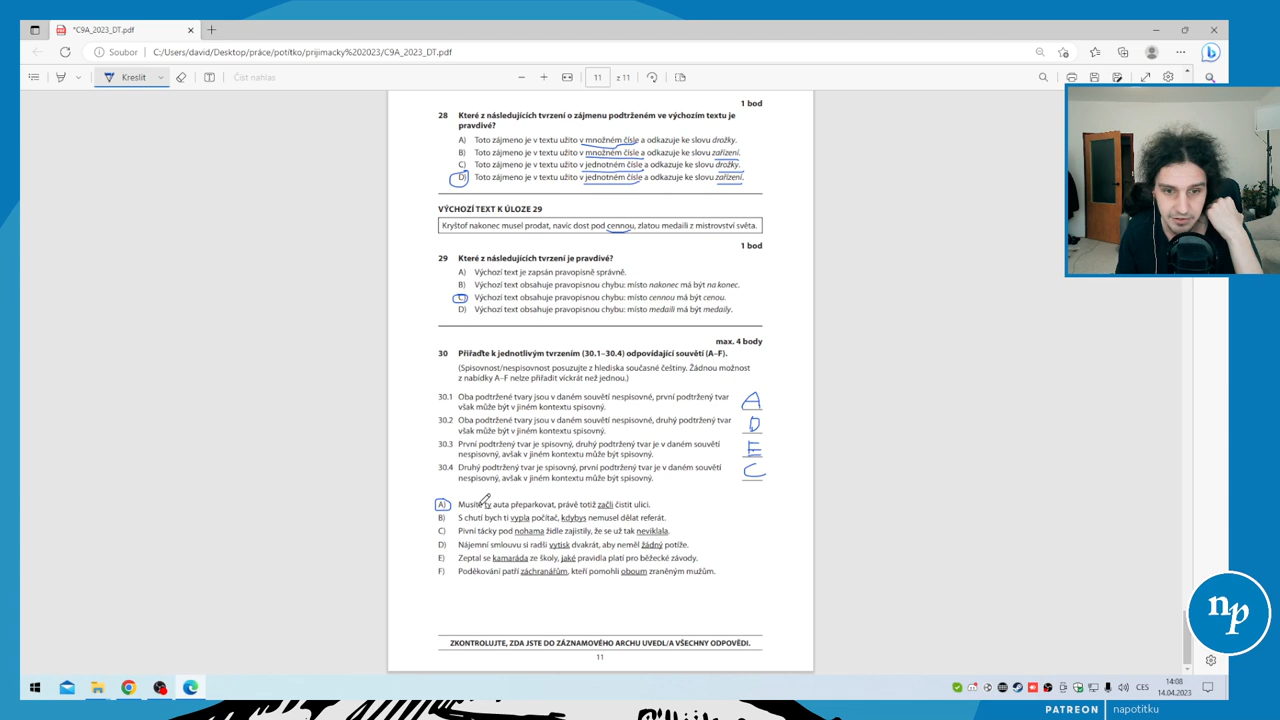 *C9A_2023_DT.pdf
Soubor C:/Users/david/Desktop/práce/potítko/prijimacky%202023/C9A_2023_DT.pdf
Kreslit Číst nahlas 11 z 11
1 bod
28 Které z následujících tvrzení o zájmenu podtrženém ve výchozím textu je
pravdivé?
A) Toto zájmeno je v textu užito v množném čísle a odkazuje ke slovu drožky.
B) Toto zájmeno je v textu užito v množném čísle a odkazuje ke slovu zařízení.
C) Toto zájmeno je v textu užito v jednotném čísle a odkazuje ke slovu drožky.
D) Toto zájmeno je v textu užito v jednotném čísle a odkazuje ke slovu zařízení.
VÝCHOZÍ TEXT K ÚLOZE 29
Kryštof nakonec musel prodat, navíc dost pod cennou, zlatou medaili z mistrovství světa.
1 bod
29 Které z následujících tvrzení je pravdivé?
A) Výchozí text je zapsán pravopisně správně.
B) Výchozí text obsahuje pravopisnou chybu: místo nakonec má být na konec.
C) Výchozí text obsahuje pravopisnou chybu: místo cennou má být cenou.
D) Výchozí text obsahuje pravopisnou chybu: místo medaili má být medaily.
max. 4 body
30 Přiřaďte k jednotlivým tvrzením (30.1–30.4) odpovídající souvětí (A–F).
(Spisovnost/nespisovnost posuzujte z hlediska současné češtiny. Žádnou možnost
z nabídky A–F nelze přiřadit víckrát než jednou.)
30.1 Oba podtržené tvary jsou v daném souvětí nespisovné, první podtržený tvar
však může být v jiném kontextu spisovný. A
30.2 Oba podtržené tvary jsou v daném souvětí nespisovné, druhý podtržený tvar
však může být v jiném kontextu spisovný. D
30.3 První podtržený tvar je spisovný, druhý podtržený tvar je v daném souvětí
nespisovný, avšak v jiném kontextu může být spisovný. E
30.4 Druhý podtržený tvar je spisovný, první podtržený tvar je v daném souvětí
nespisovný, avšak v jiném kontextu může být spisovný. C
A) Musíte ty auta přeparkovat, právě totiž začli čistit ulici.
B) S chutí bych ti vypla počítač, kdybys nemusel dělat referát.
C) Pivní tácky pod nohama židle zajistily, že se už tak neviklala.
D) Nájemní smlouvu si radši vytisk dvakrát, aby neměl žádný potíže.
E) Zeptal se kamaráda ze školy, jaké pravidla platí pro běžecké závody.
F) Poděkování patří záchranářům, kteří pomohli oboum zraněným mužům.
ZKONTROLUJTE, ZDA JSTE DO ZÁZNAMOVÉHO ARCHU UVEDL/A VŠECHNY ODPOVĚDI.
11
np
CES
14:08
14.04.2023
PATREON napotitku